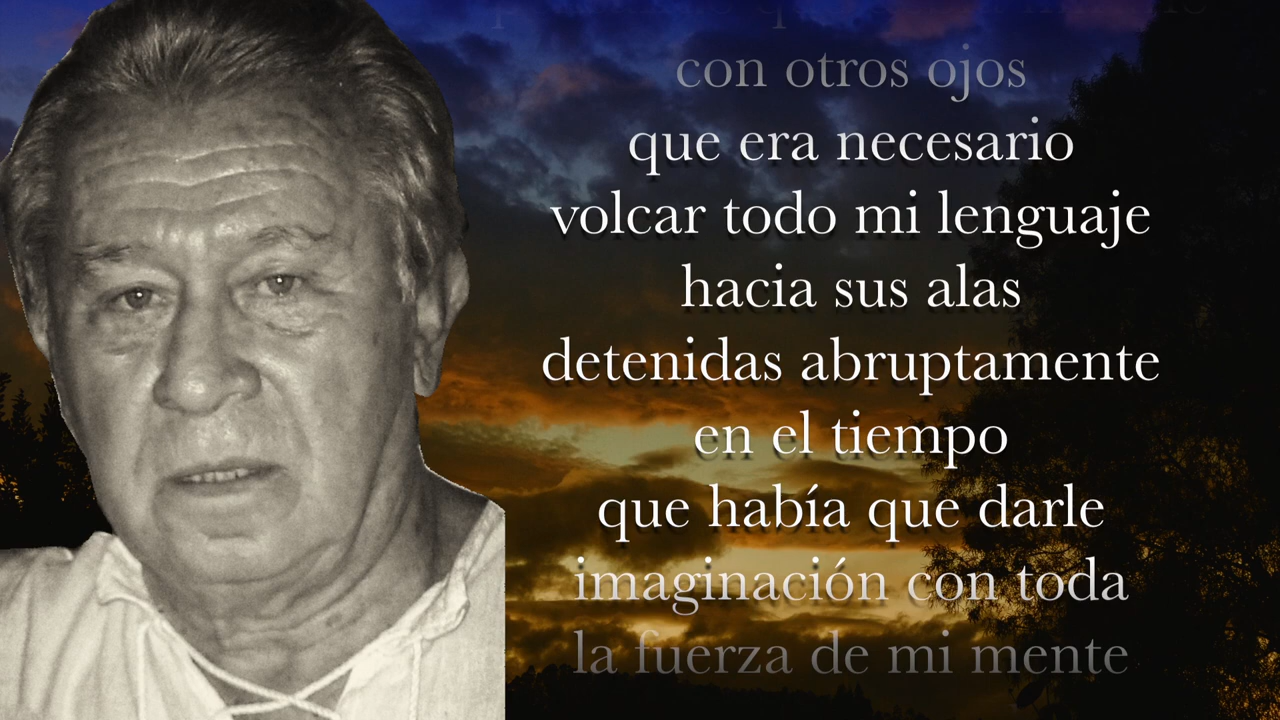 con otros ojos
que era necesario
volcar todo mi lenguaje
hacia sus alas
detenidas abruptamente
en el tiempo
que había que darle
imaginación con toda
la fuerza de mi mente